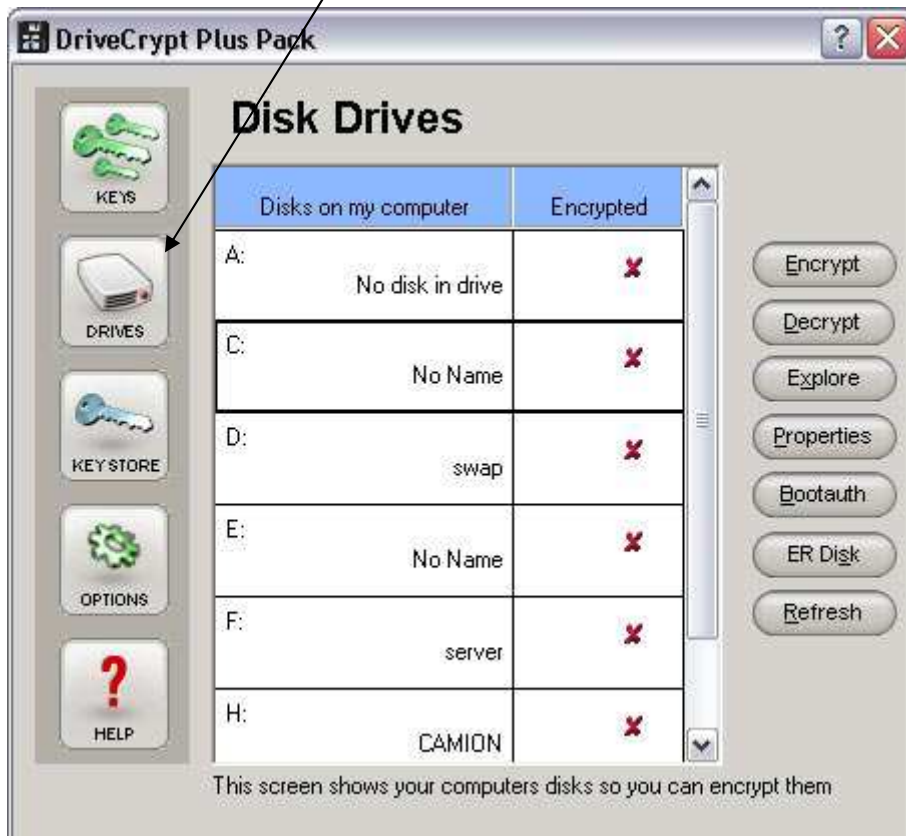 DriveCrypt Plus Pack
?
Disk Drives
KEYS
DRIVES
KEYSTORE
OPTIONS
?
HELP
Disks on my computer Encrypted
A:
No disk in drive
C:
No Name
D:
swap
E:
No Name
F:
server
H:
CAMION
Encrypt
Decrypt
Explore
Properties
Bootauth
ER Disk
Refresh
This screen shows your computers disks so you can encrypt them